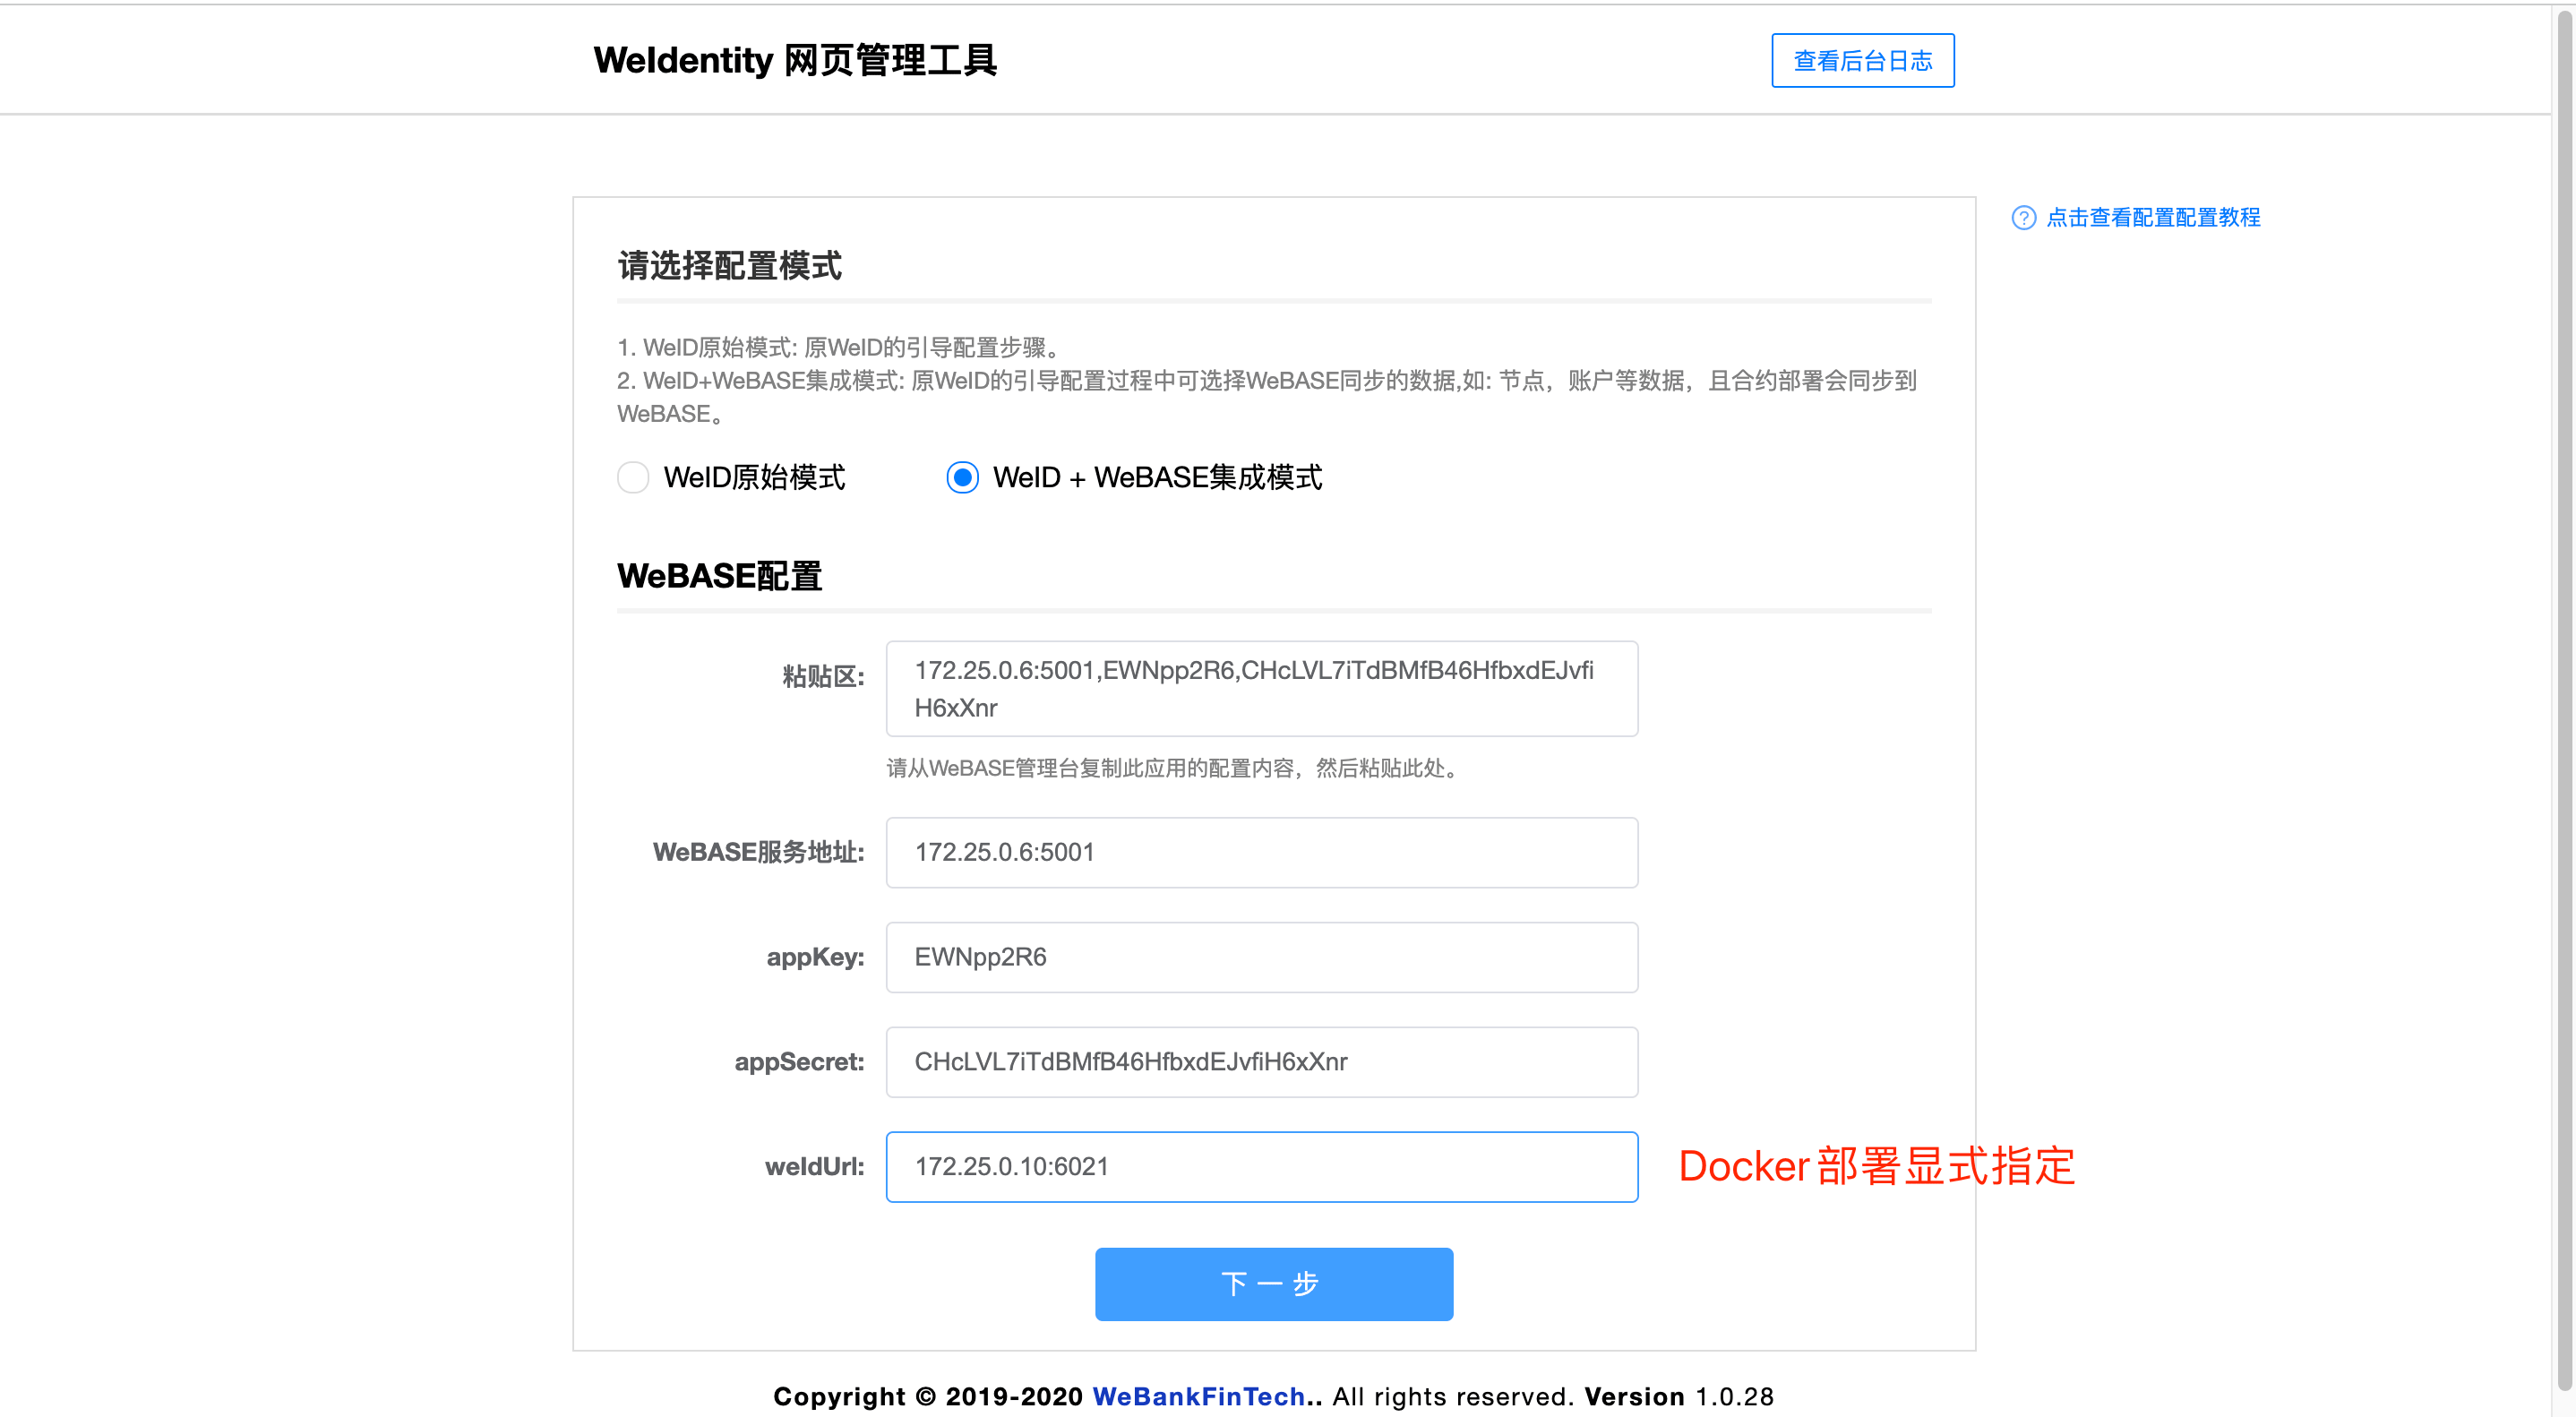 WeIdentity 网页管理工具
查看后台日志
点击查看配置配置教程
请选择配置模式
1. WeID原始模式: 原WeID的引导配置步骤。
2. WeID+WeBASE集成模式: 原WeID的引导配置过程中可选择WeBASE同步的数据,如: 节点，账户等数据，且合约部署会同步到
WeBASE。
WeID原始模式
WeID + WeBASE集成模式
WeBASE配置
粘贴区:
172.25.0.6:5001,EWNpp2R6,CHcLVL7iTdBMfB46HfbxdEJvfi
H6xXnr
请从WeBASE管理台复制此应用的配置内容，然后粘贴此处。
WeBASE服务地址:
172.25.0.6:5001
appKey:
EWNpp2R6
appSecret:
CHcLVL7iTdBMfB46HfbxdEJvfiH6xXnr
weIdUrl:
172.25.0.10:6021
Docker部署显式指定
下一步
Copyright © 2019-2020 WeBankFinTech.. All rights reserved. Version 1.0.28